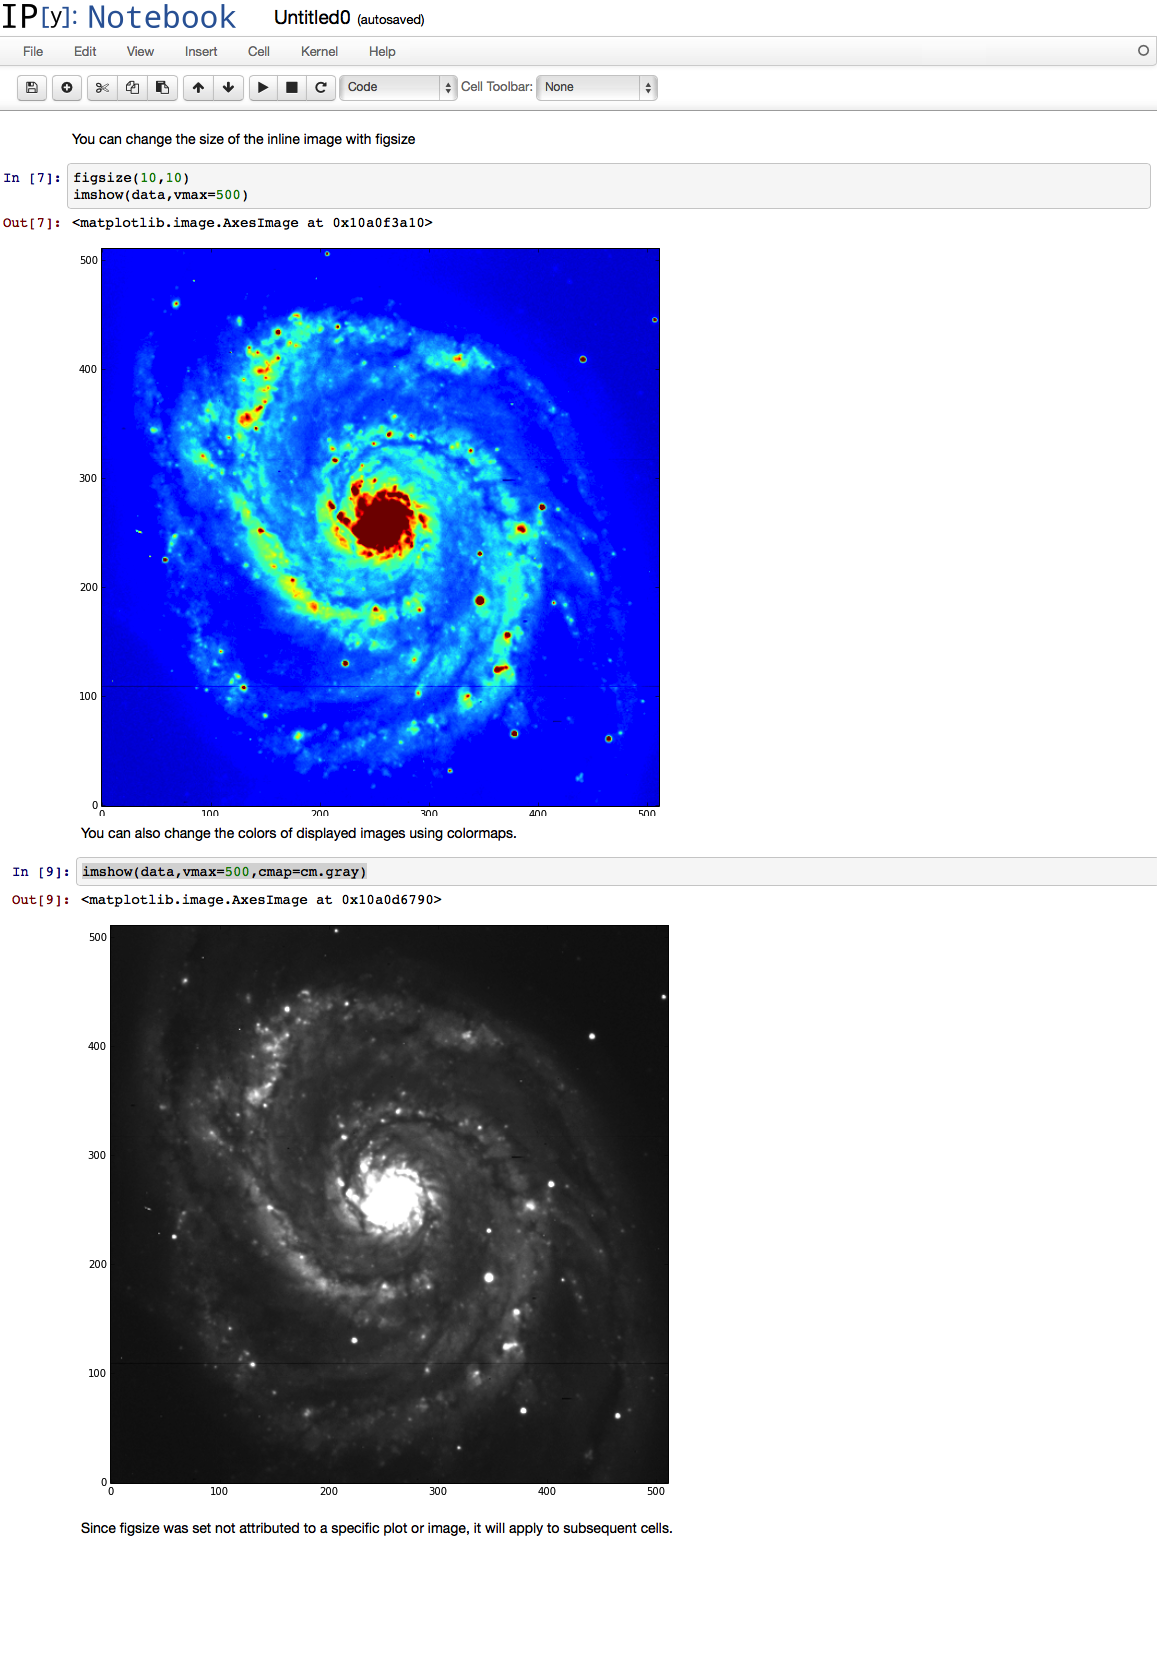 IP[y]: Notebook Untitled0 (autosaved)
File Edit View Insert Cell Kernel Help
Code Cell Toolbar: None
You can change the size of the inline image with figsize
In [7]: figsize(10,10)
imshow(data,vmax=500)
Out[7]: <matplotlib.image.AxesImage at 0x10a0f3a10>
500
400
300
200
100
0
0 100 200 300 400 500
You can also change the colors of displayed images using colormaps.
In [9]: imshow(data,vmax=500,cmap=cm.gray)
Out[9]: <matplotlib.image.AxesImage at 0x10a0d6790>
500
400
300
200
100
0
0 100 200 300 400 500
Since figsize was set not attributed to a specific plot or image, it will apply to subsequent cells.